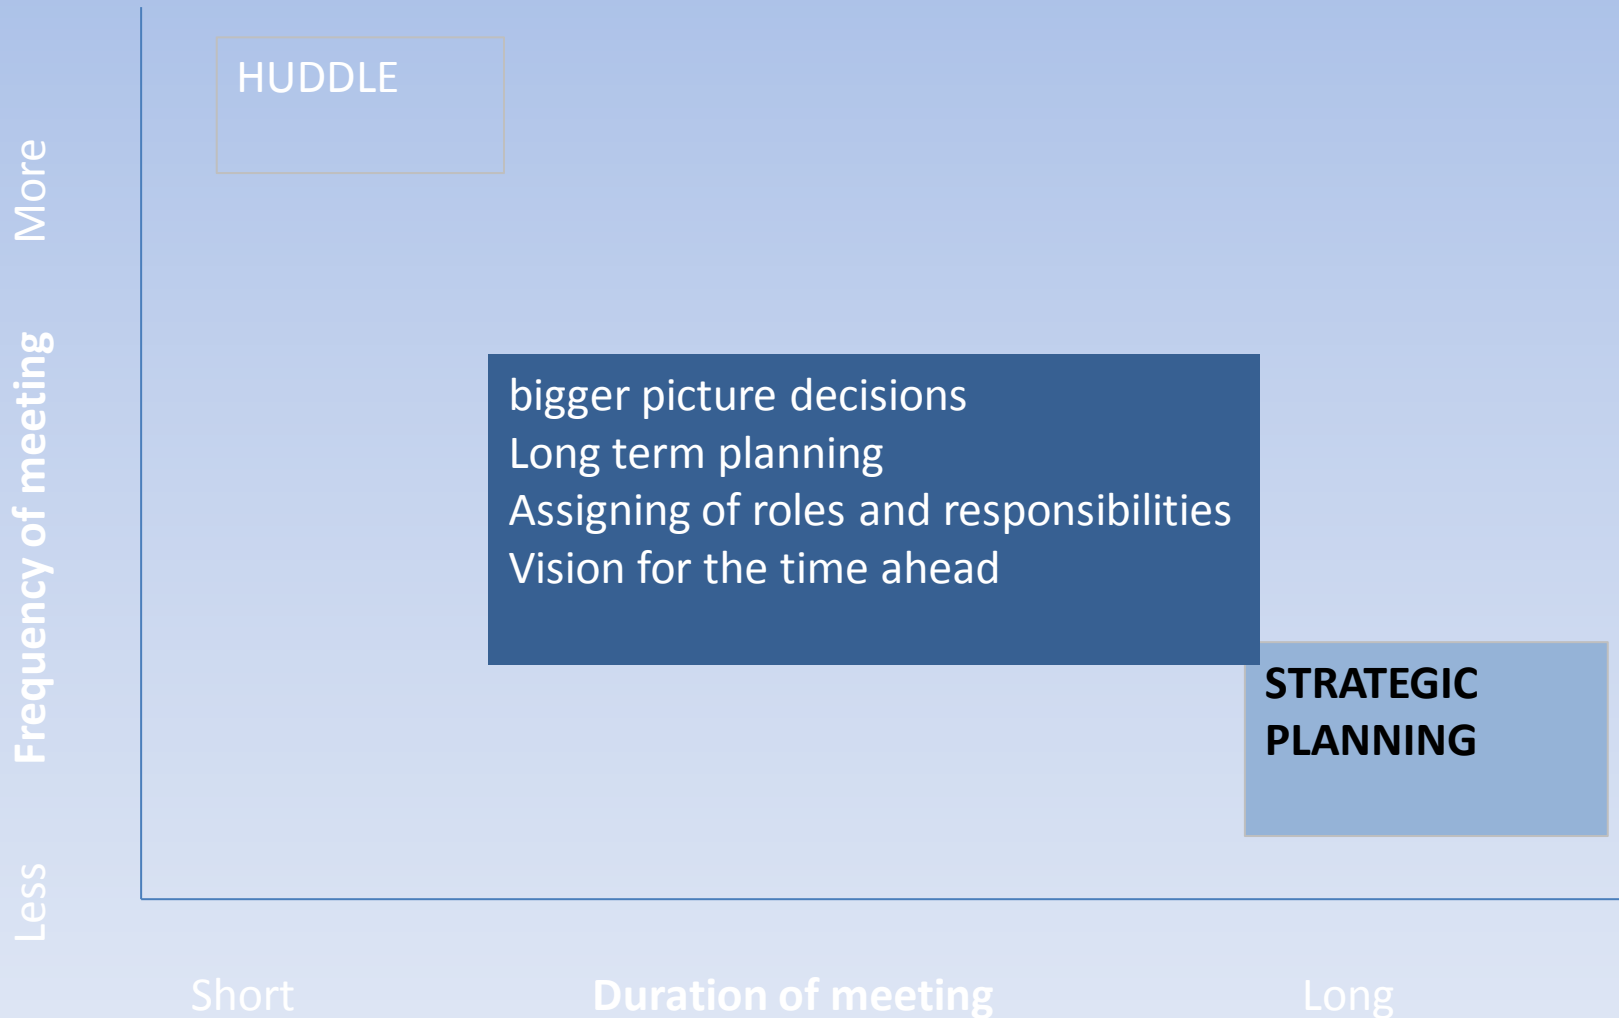 HUDDLE
More
Frequency of meeting
Less
bigger picture decisions
Long term planning
Assigning of roles and responsibilities
Vision for the time ahead
STRATEGIC
PLANNING
Short
Duration of meeting
Long